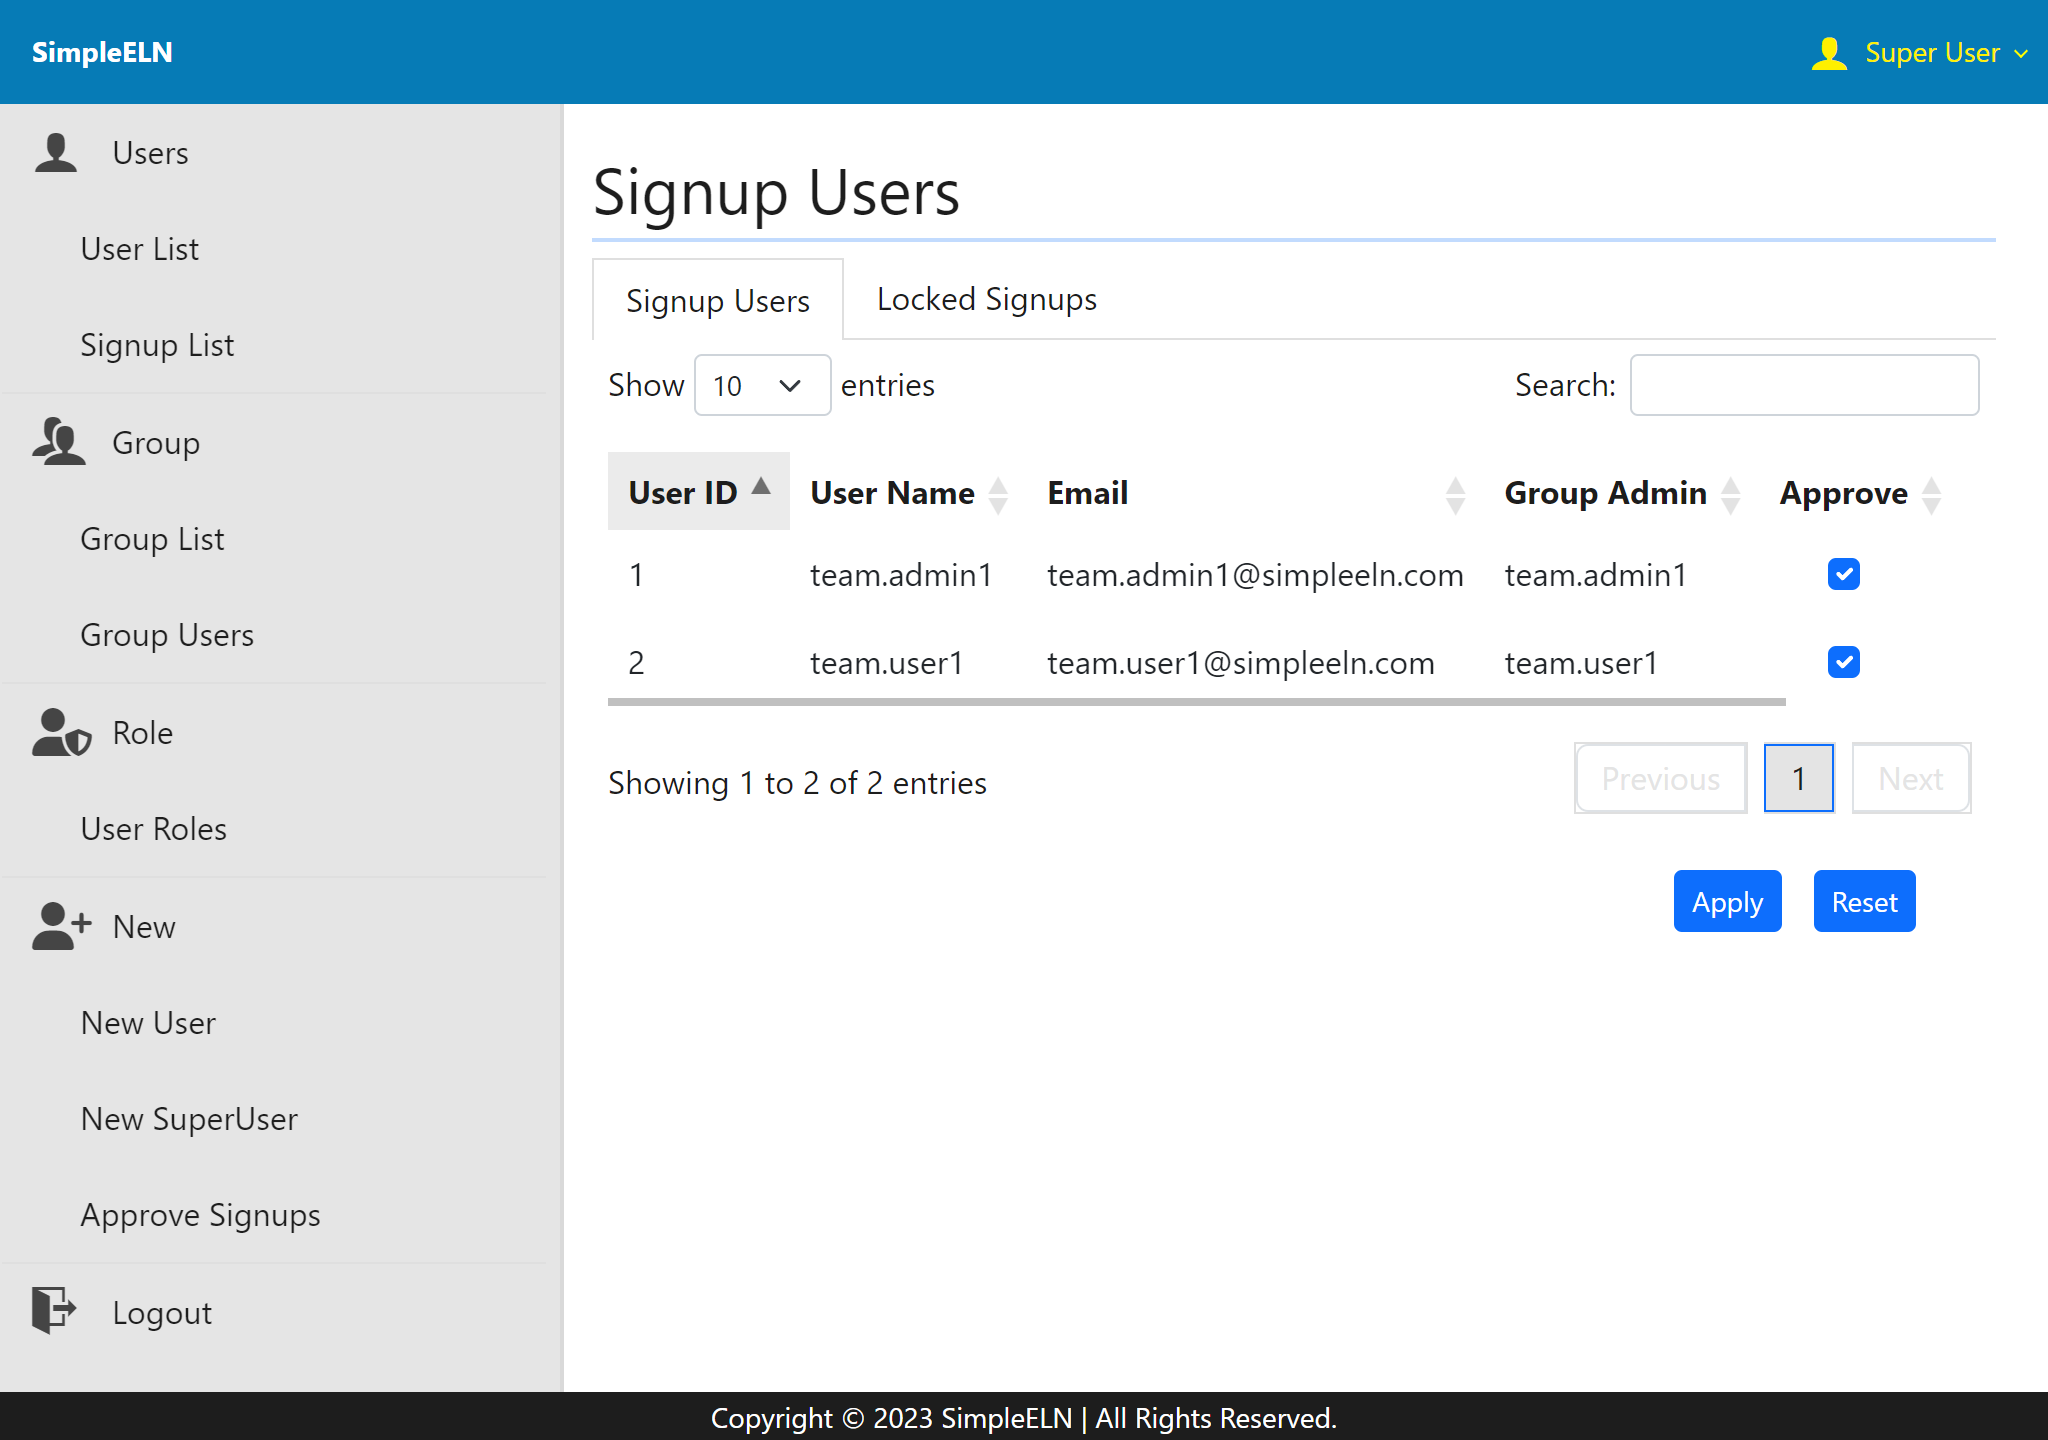 SimpleELN
Super User
Users
User List
Signup List
Group
Group List
Group Users
Role
User Roles
New
New User
New SuperUser
Approve Signups
Logout
Signup Users
Signup Users Locked Signups
Show 10 entries Search:
User ID User Name Email Group Admin Approve
1 team.admin1 team.admin1@simpleeln.com team.admin1
2 team.user1 team.user1@simpleeln.com team.user1
Showing 1 to 2 of 2 entries Previous 1 Next
Apply Reset
Copyright © 2023 SimpleELN | All Rights Reserved.